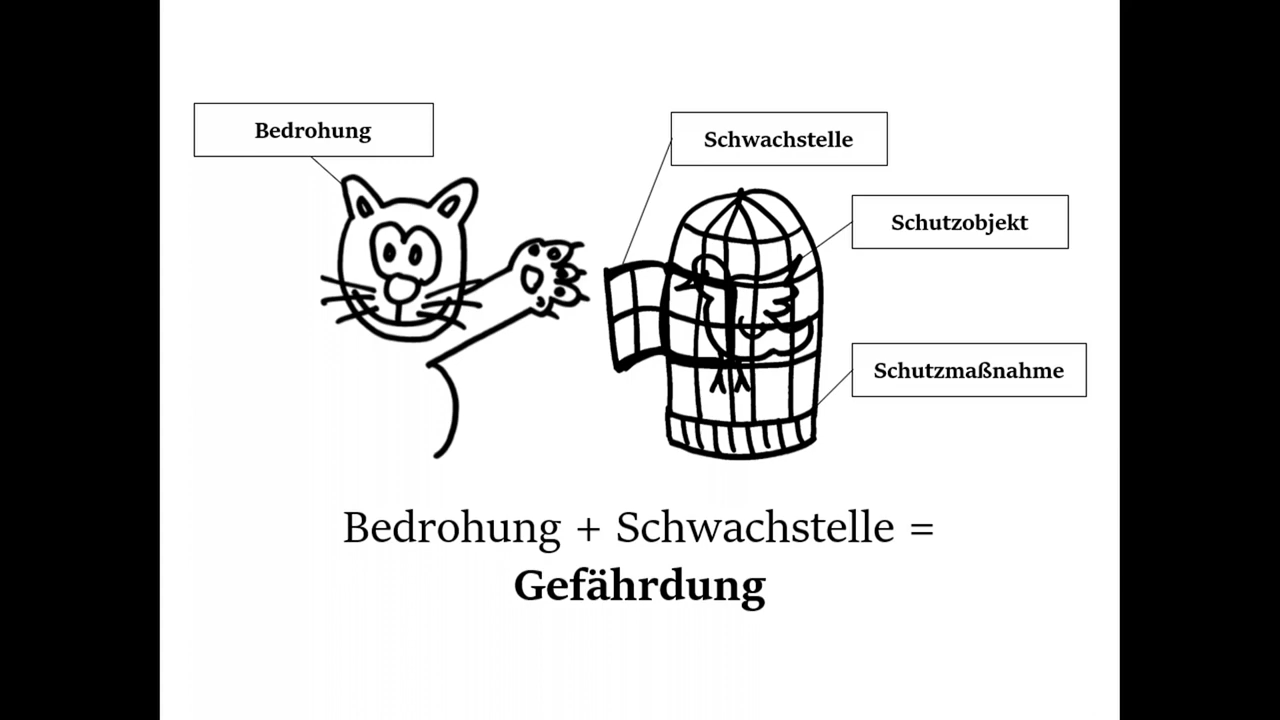 Bedrohung
Schwachstelle
Schutzobjekt
Schutzmaßnahme
Bedrohung + Schwachstelle =
Gefährdung